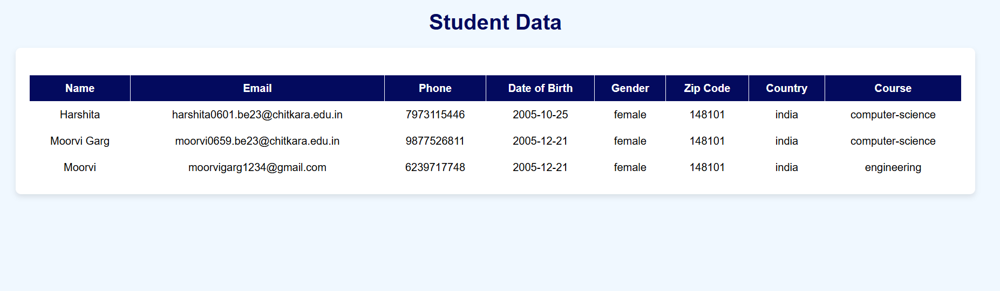 Student Data
Name Email Phone Date of Birth Gender Zip Code Country Course
Harshita harshita0601.be23@chitkara.edu.in 7973115446 2005-10-25 female 148101 india computer-science
Moorvi Garg moorvi0659.be23@chitkara.edu.in 9877526811 2005-12-21 female 148101 india computer-science
Moorvi moorvigarg1234@gmail.com 6239717748 2005-12-21 female 148101 india engineering